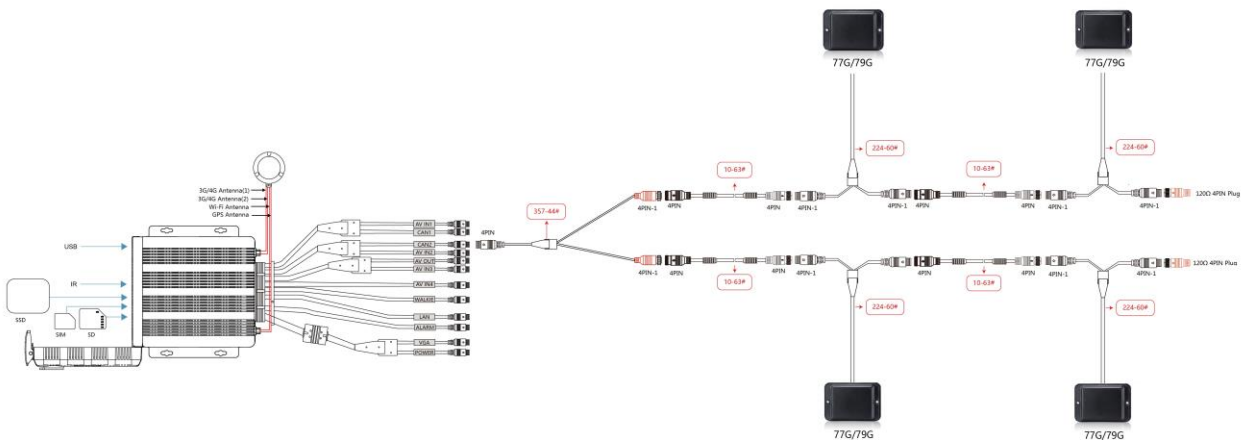 77G/79G
77G/79G
224-60#
224-60#
10-63#
10-63#
3G/4G Antenna(1)
3G/4G Antenna(2)
Wi-Fi Antenna
GPS Antenna
357-44#
4PIN-1
4PIN
4PIN
4PIN-1
4PIN-1
4PIN
4PIN
4PIN-1
4PIN-1
120Ω 4PIN Plug
AV IN1
CAN1
4PIN
USB
CAN2
AV IN2
AV OUT
AV IN3
4PIN-1
4PIN
4PIN
4PIN-1
4PIN-1
4PIN
4PIN
4PIN-1
4PIN-1
120Ω 4PIN Plug
IR
AV IN4
10-63#
10-63#
WALKIE
SSD
224-60#
224-60#
LAN
SIM
SD
ALARM
VGA
POWER
77G/79G
77G/79G